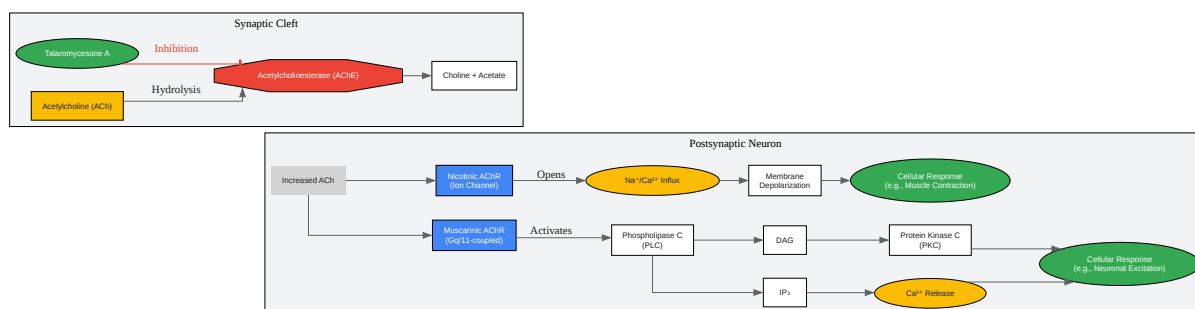 Synaptic Cleft
Talaromycesone A
Inhibition
Acetylcholinesterase (AChE)
Choline + Acetate
Hydrolysis
Acetylcholine (ACh)
Postsynaptic Neuron
Increased ACh
Nicotinic AChR
(Ion Channel)
Opens
Na⁺/Ca²⁺ Influx
Membrane
Depolarization
Cellular Response
(e.g., Muscle Contraction)
Muscarinic AChR
(Gq/11-coupled)
Activates
Phospholipase C
(PLC)
DAG
Protein Kinase C
(PKC)
Cellular Response
(e.g., Neuronal Excitation)
IP₃
Ca²⁺ Release